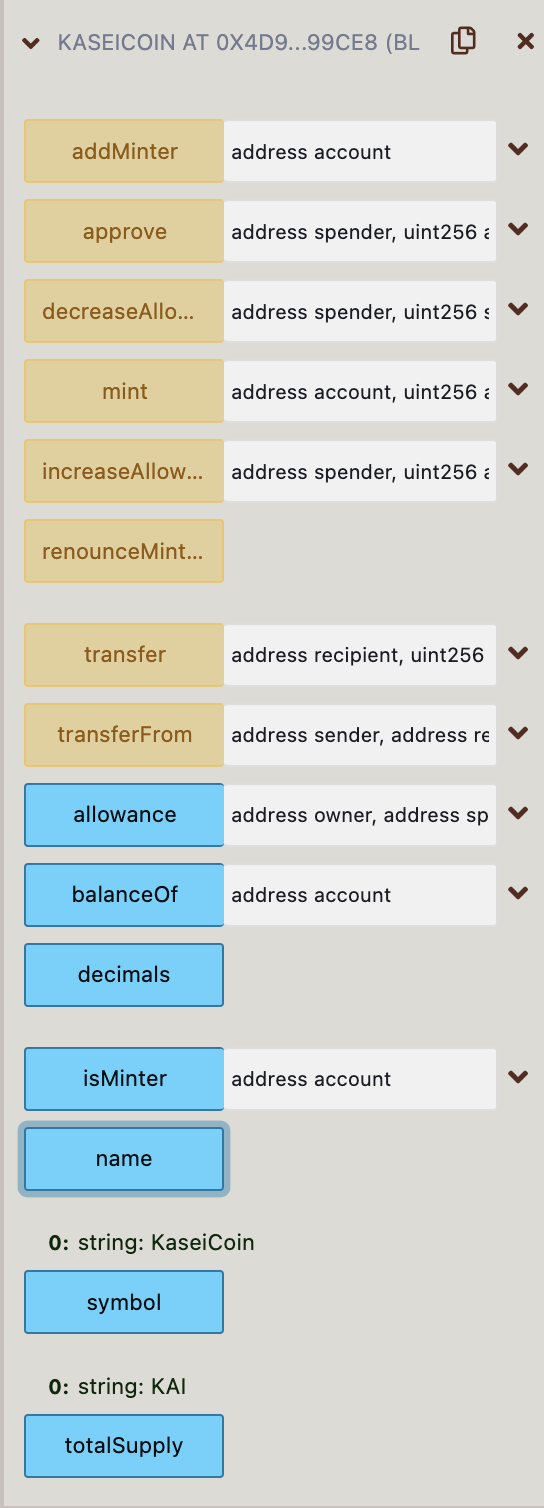 KASEICOIN AT 0X4D9...99CE8 (BL
addMinter address account
approve address spender, uint256 a
decreaseAllo... address spender, uint256 s
mint address account, uint256 a
increaseAllow... address spender, uint256 a
renounceMint...
transfer address recipient, uint256
transferFrom address sender, address re
allowance address owner, address sp
balanceOf address account
decimals
isMinter address account
name
0: string: KaseiCoin
symbol
0: string: KAI
totalSupply